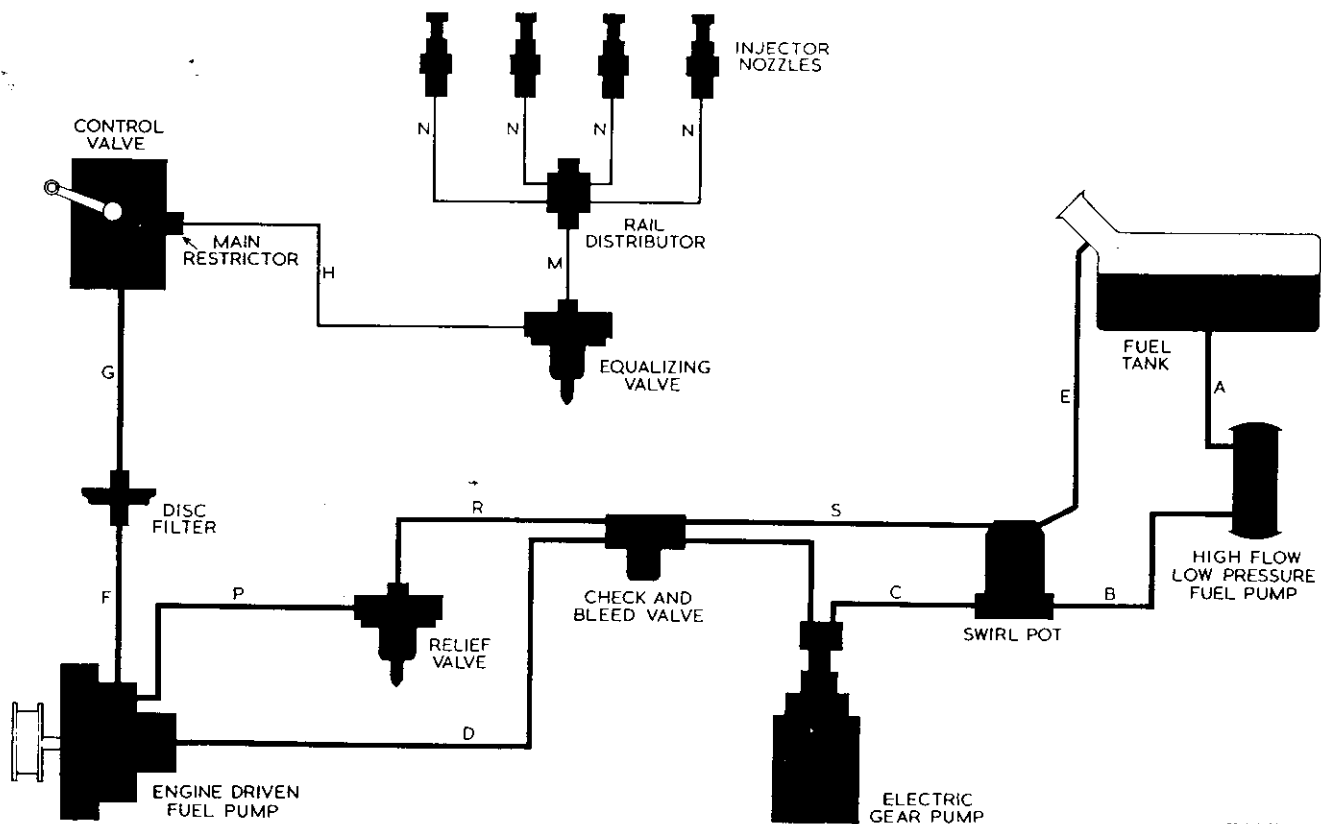 INJECTOR
NOZZLES
CONTROL
VALVE
N
N
N
N
MAIN
RESTRICTOR
RAIL
DISTRIBUTOR
H
M
FUEL
TANK
EQUALIZING
VALVE
G
E
A
DISC
FILTER
R
S
HIGH FLOW
LOW PRESSURE
FUEL PUMP
F
P
CHECK AND
BLEED VALVE
C
B
SWIRL POT
RELIEF
VALVE
D
ENGINE DRIVEN
FUEL PUMP
ELECTRIC
GEAR PUMP